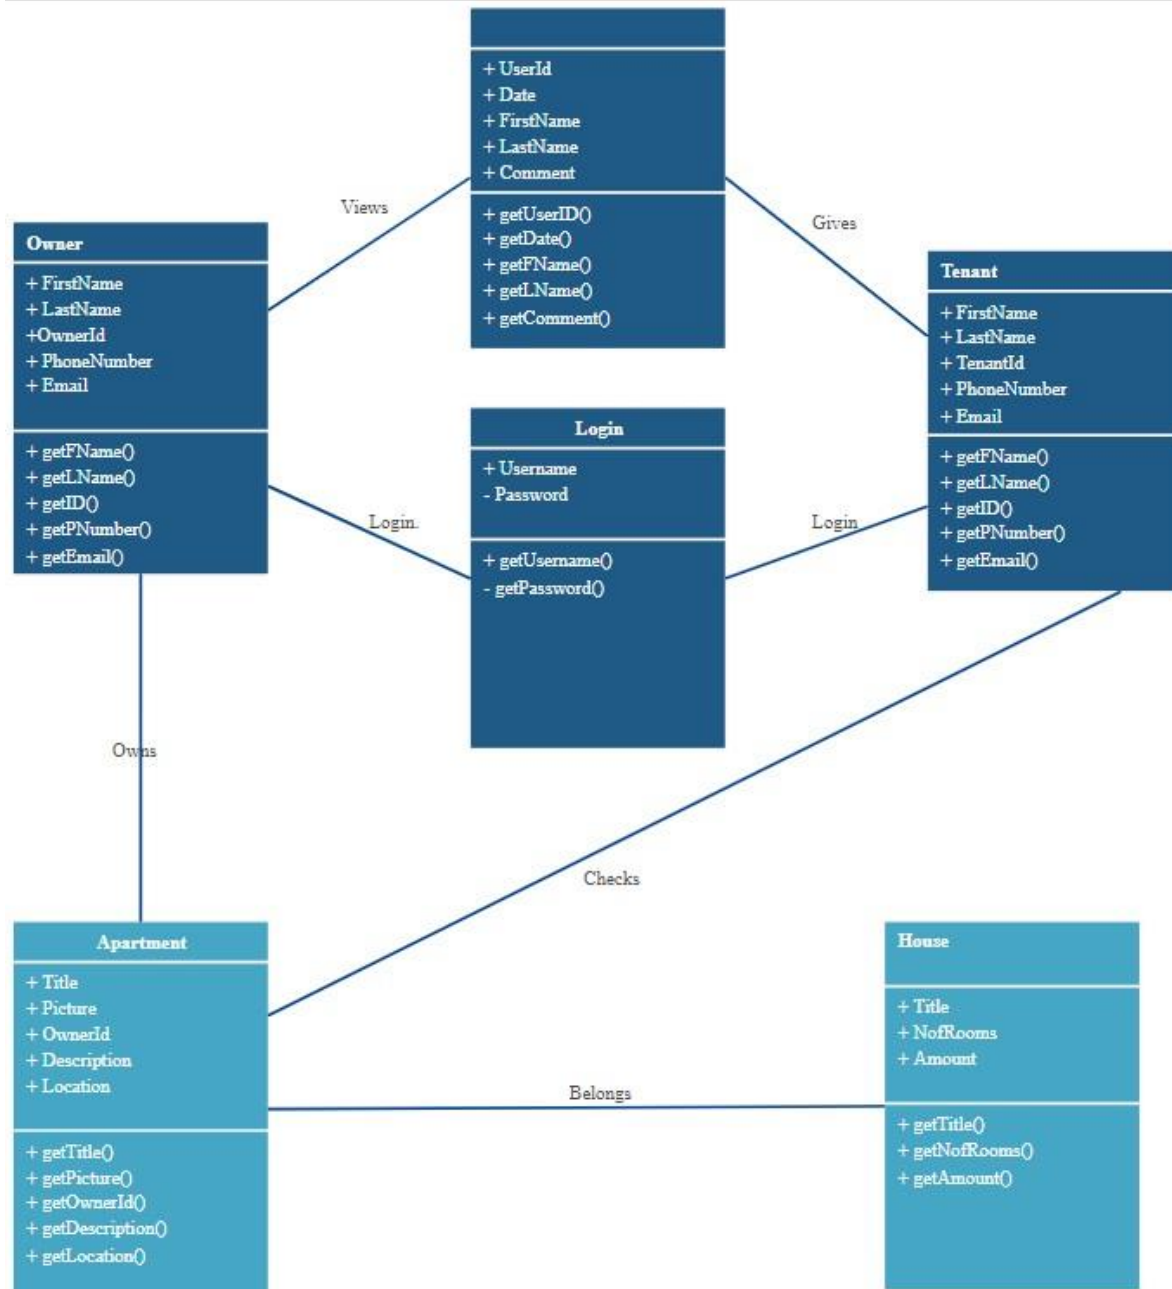 + UserId
+ Date
+ FirstName
+ LastName
+ Comment
+ getUserID()
+ getDate()
+ getFName()
+ getLName()
+ getComment()
Views
Gives
Owner
+ FirstName
+ LastName
+OwnerId
+ PhoneNumber
+ Email
+ getFName()
+ getLName()
+ getID()
+ getPNumber()
+ getEmail()
Tenant
+ FirstName
+ LastName
+ TenantId
+ PhoneNumber
+ Email
+ getFName()
+ getLName()
+ getID()
+ getPNumber()
+ getEmail()
Login
+ Username
- Password
+ getUsername()
- getPassword()
Login.
Login
Owns
Checks
Apartment
+ Title
+ Picture
+ OwnerId
+ Description
+ Location
+ getTitle()
+ getPicture()
+ getOwnerId()
+ getDescription()
+ getLocation()
Belongs
House
+ Title
+ NofRooms
+ Amount
+ getTitle()
+ getNofRooms()
+ getAmount()